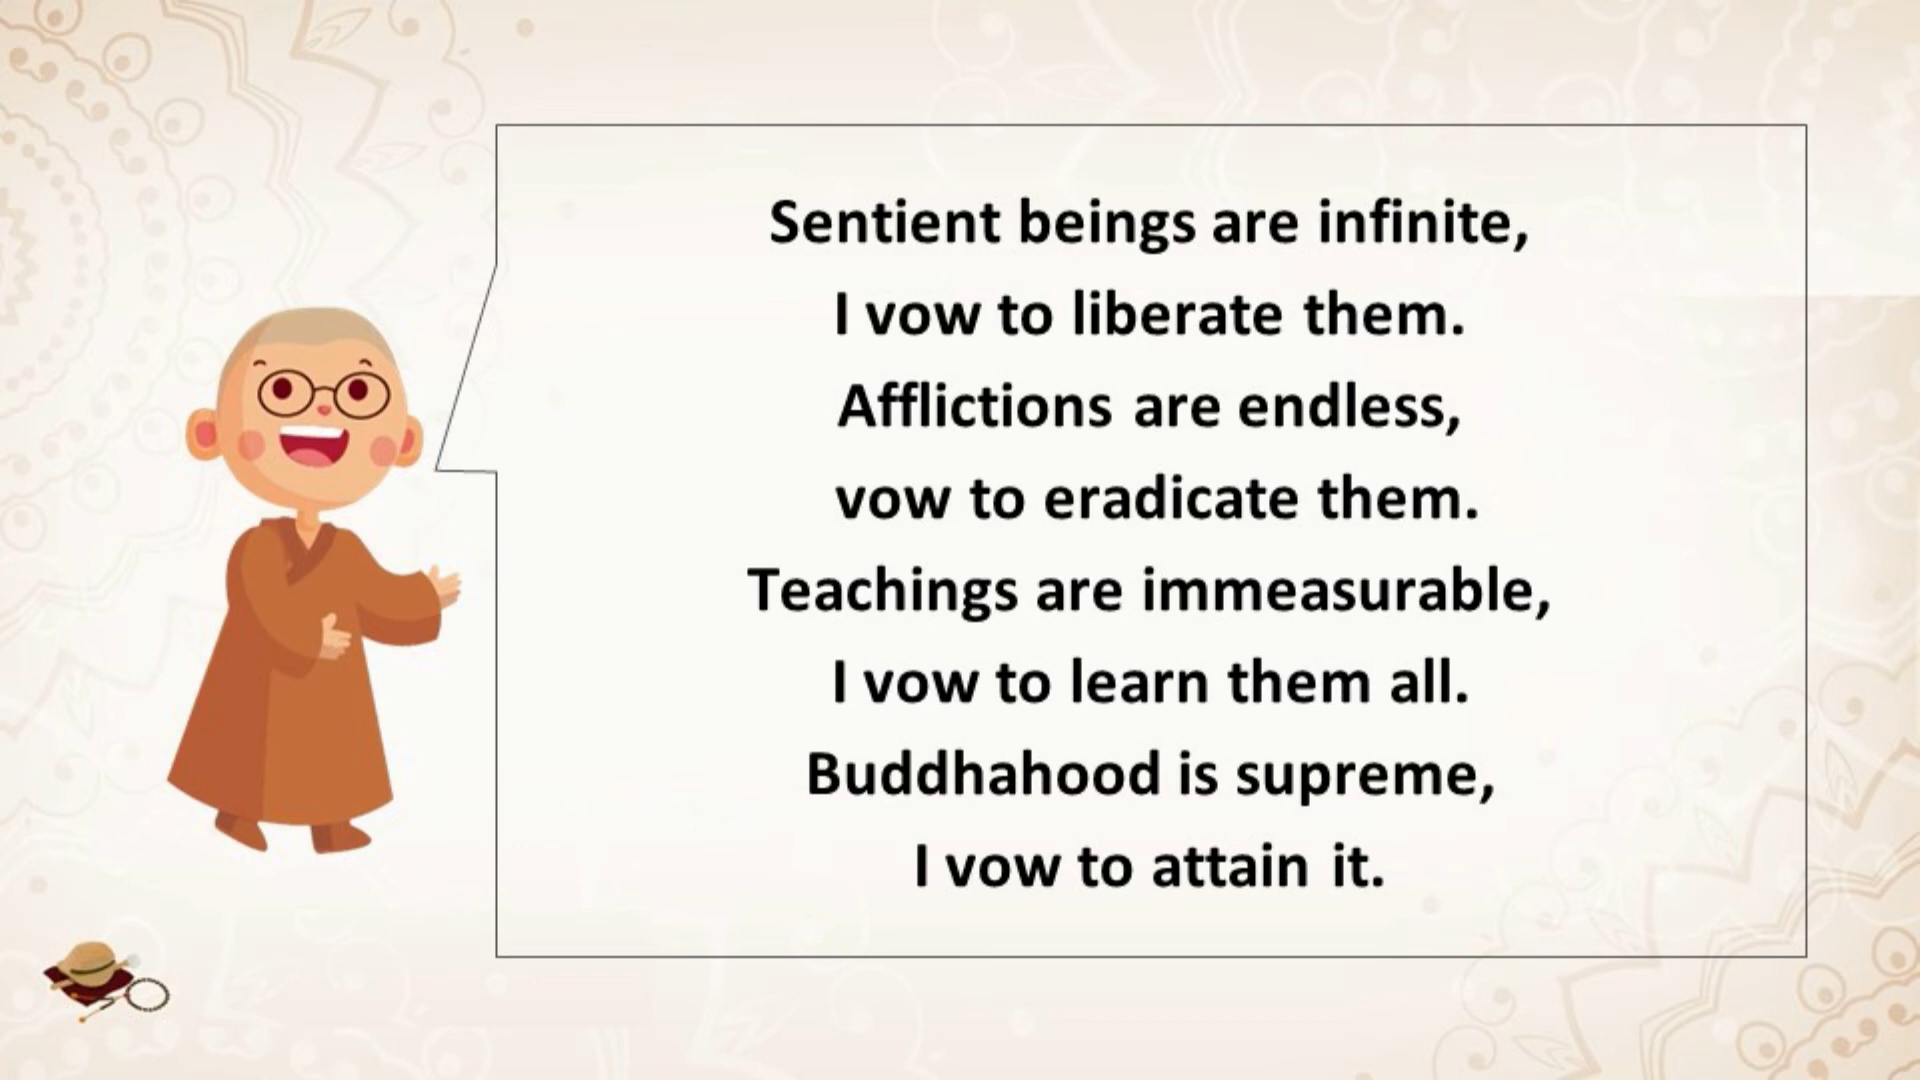 Sentient beings are infinite,
I vow to liberate them.
Afflictions are endless,
vow to eradicate them.
Teachings are immeasurable,
I vow to learn them all.
Buddhahood is supreme,
I vow to attain it.